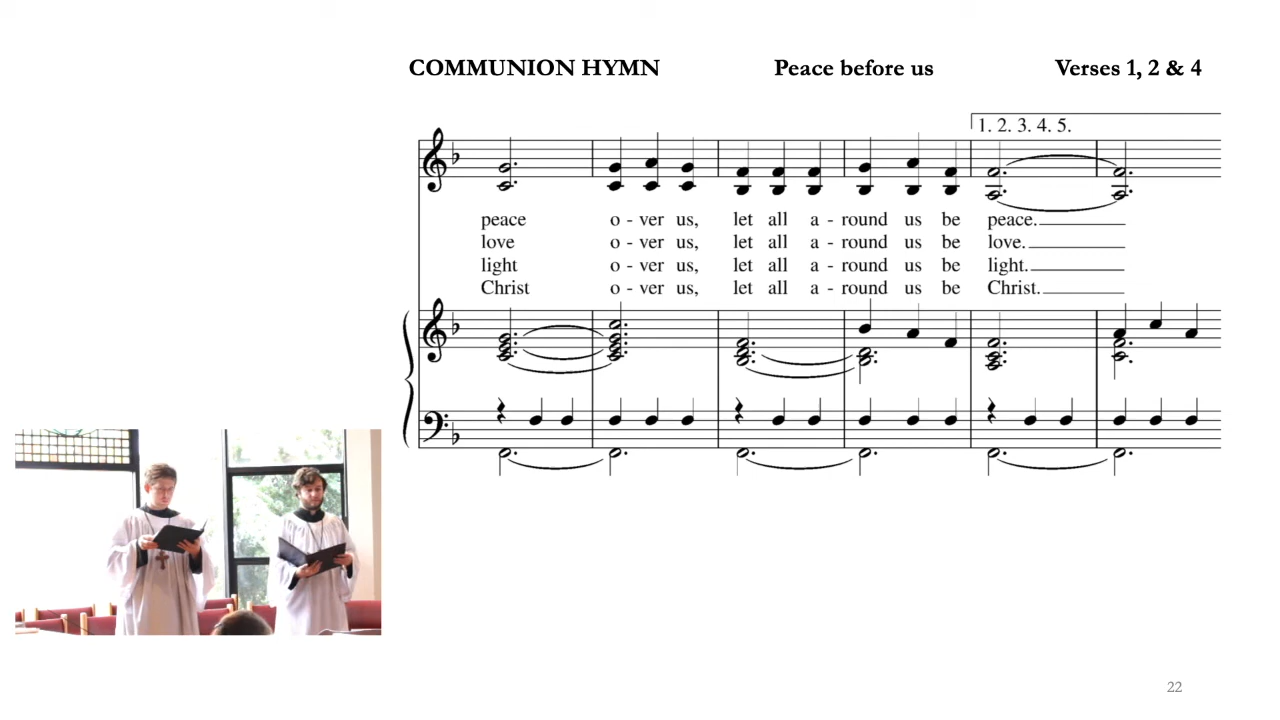 COMMUNION HYMN Peace before us Verses 1, 2 & 4
1. 2. 3. 4. 5.
peace o - ver us, let all a - round us be peace.
love o - ver us, let all a - round us be love.
light o - ver us, let all a - round us be light.
Christ o - ver us, let all a - round us be Christ.
22